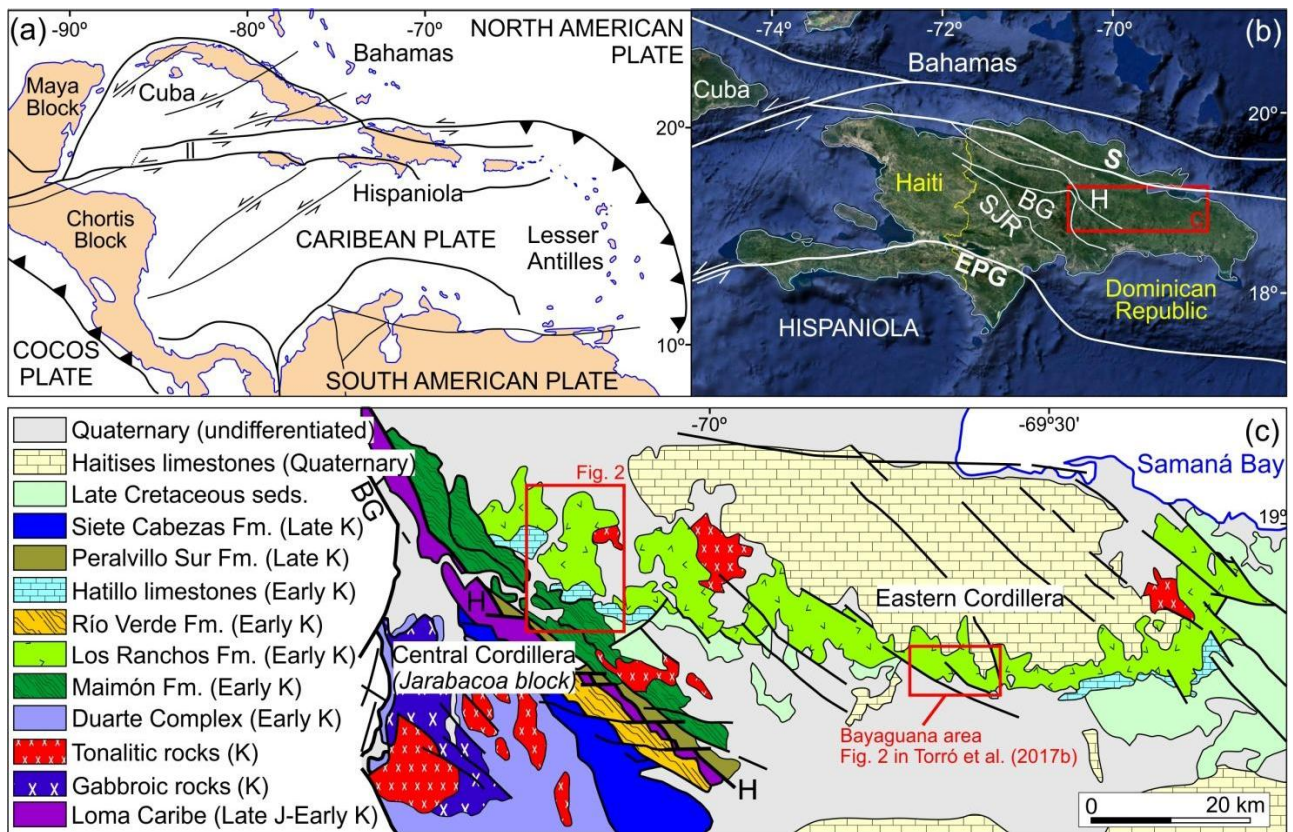 (a)
-90º
-80º
-70º
NORTH AMERICAN
PLATE
Bahamas
Maya
Block
Cuba
20º
Hispaniola
Chortis
Block
CARIBEAN PLATE
Lesser
Antilles
COCOS
PLATE
10º
SOUTH AMERICAN PLATE
(b)
-74º
-72º
-70º
Bahamas
Cuba
20º
S
Haiti
H
BG
C
SJR
EPG
Dominican
Republic
18º
HISPANIOLA
(c)
-70º
-69º30'
Quaternary (undifferentiated)
Haitises limestones (Quaternary)
Late Cretaceous seds.
Siete Cabezas Fm. (Late K)
Peralvillo Sur Fm. (Late K)
Hatillo limestones (Early K)
Río Verde Fm. (Early K)
Los Ranchos Fm. (Early K)
Maimón Fm. (Early K)
Duarte Complex (Early K)
Tonalitic rocks (K)
Gabbroic rocks (K)
Loma Caribe (Late J-Early K)
Fig. 2
Samaná Bay
BG
19º
H
Eastern Cordillera
Central Cordillera
(Jarabacoa block)
Bayaguana area
Fig. 2 in Torró et al. (2017b)
H
0
20 km